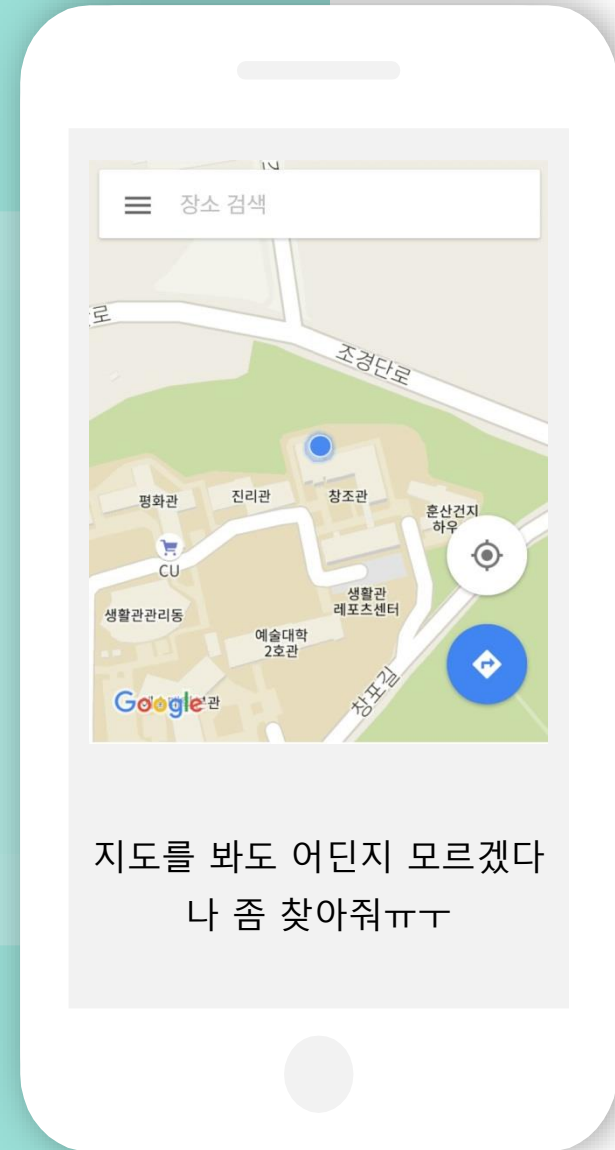 장소 검색
로
조경단로
평화관
진리관
창조관
훈산건지
하우
CU
생활관
레포츠센터
생활관관리동
예술대학
2호관
창포길
Google
관
지도를 봐도 어딘지 모르겠다
나 좀 찾아줘ㅠㅜ